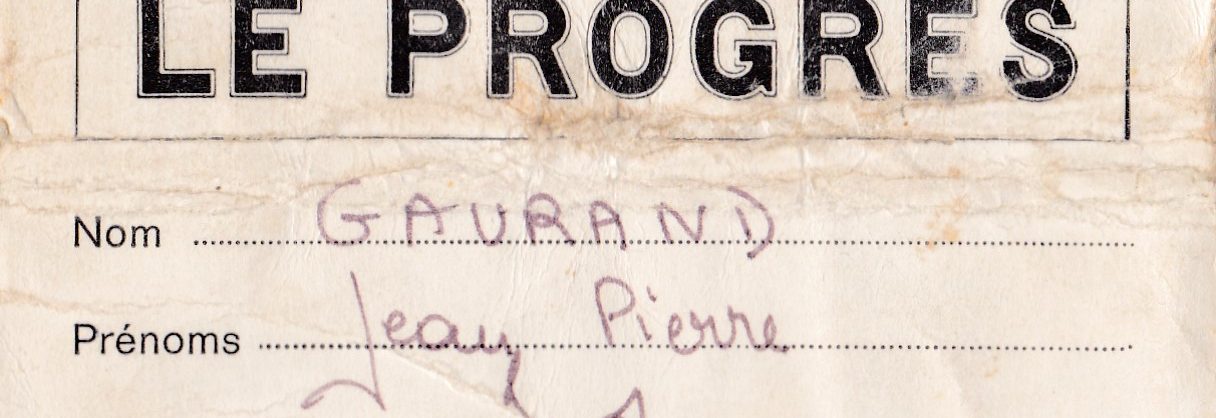 LE PROGRES
Nom GAURAND
Prénoms Jean Pierre